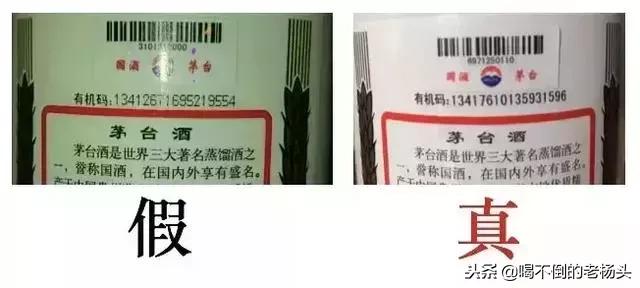 3101312000
国酒 茅台
有机码:13412671695219554
茅台酒
茅台酒是世界三大著名蒸馏酒之
一，誉称国酒，在国内外享有盛名。
6971250110
国酒 茅台
有机码:13417610135931596
茅台酒
茅台酒是世界三大著名蒸馏酒之
一，誉称国酒，在国内外享有盛名。
假
真
头条@喝不倒的老杨头